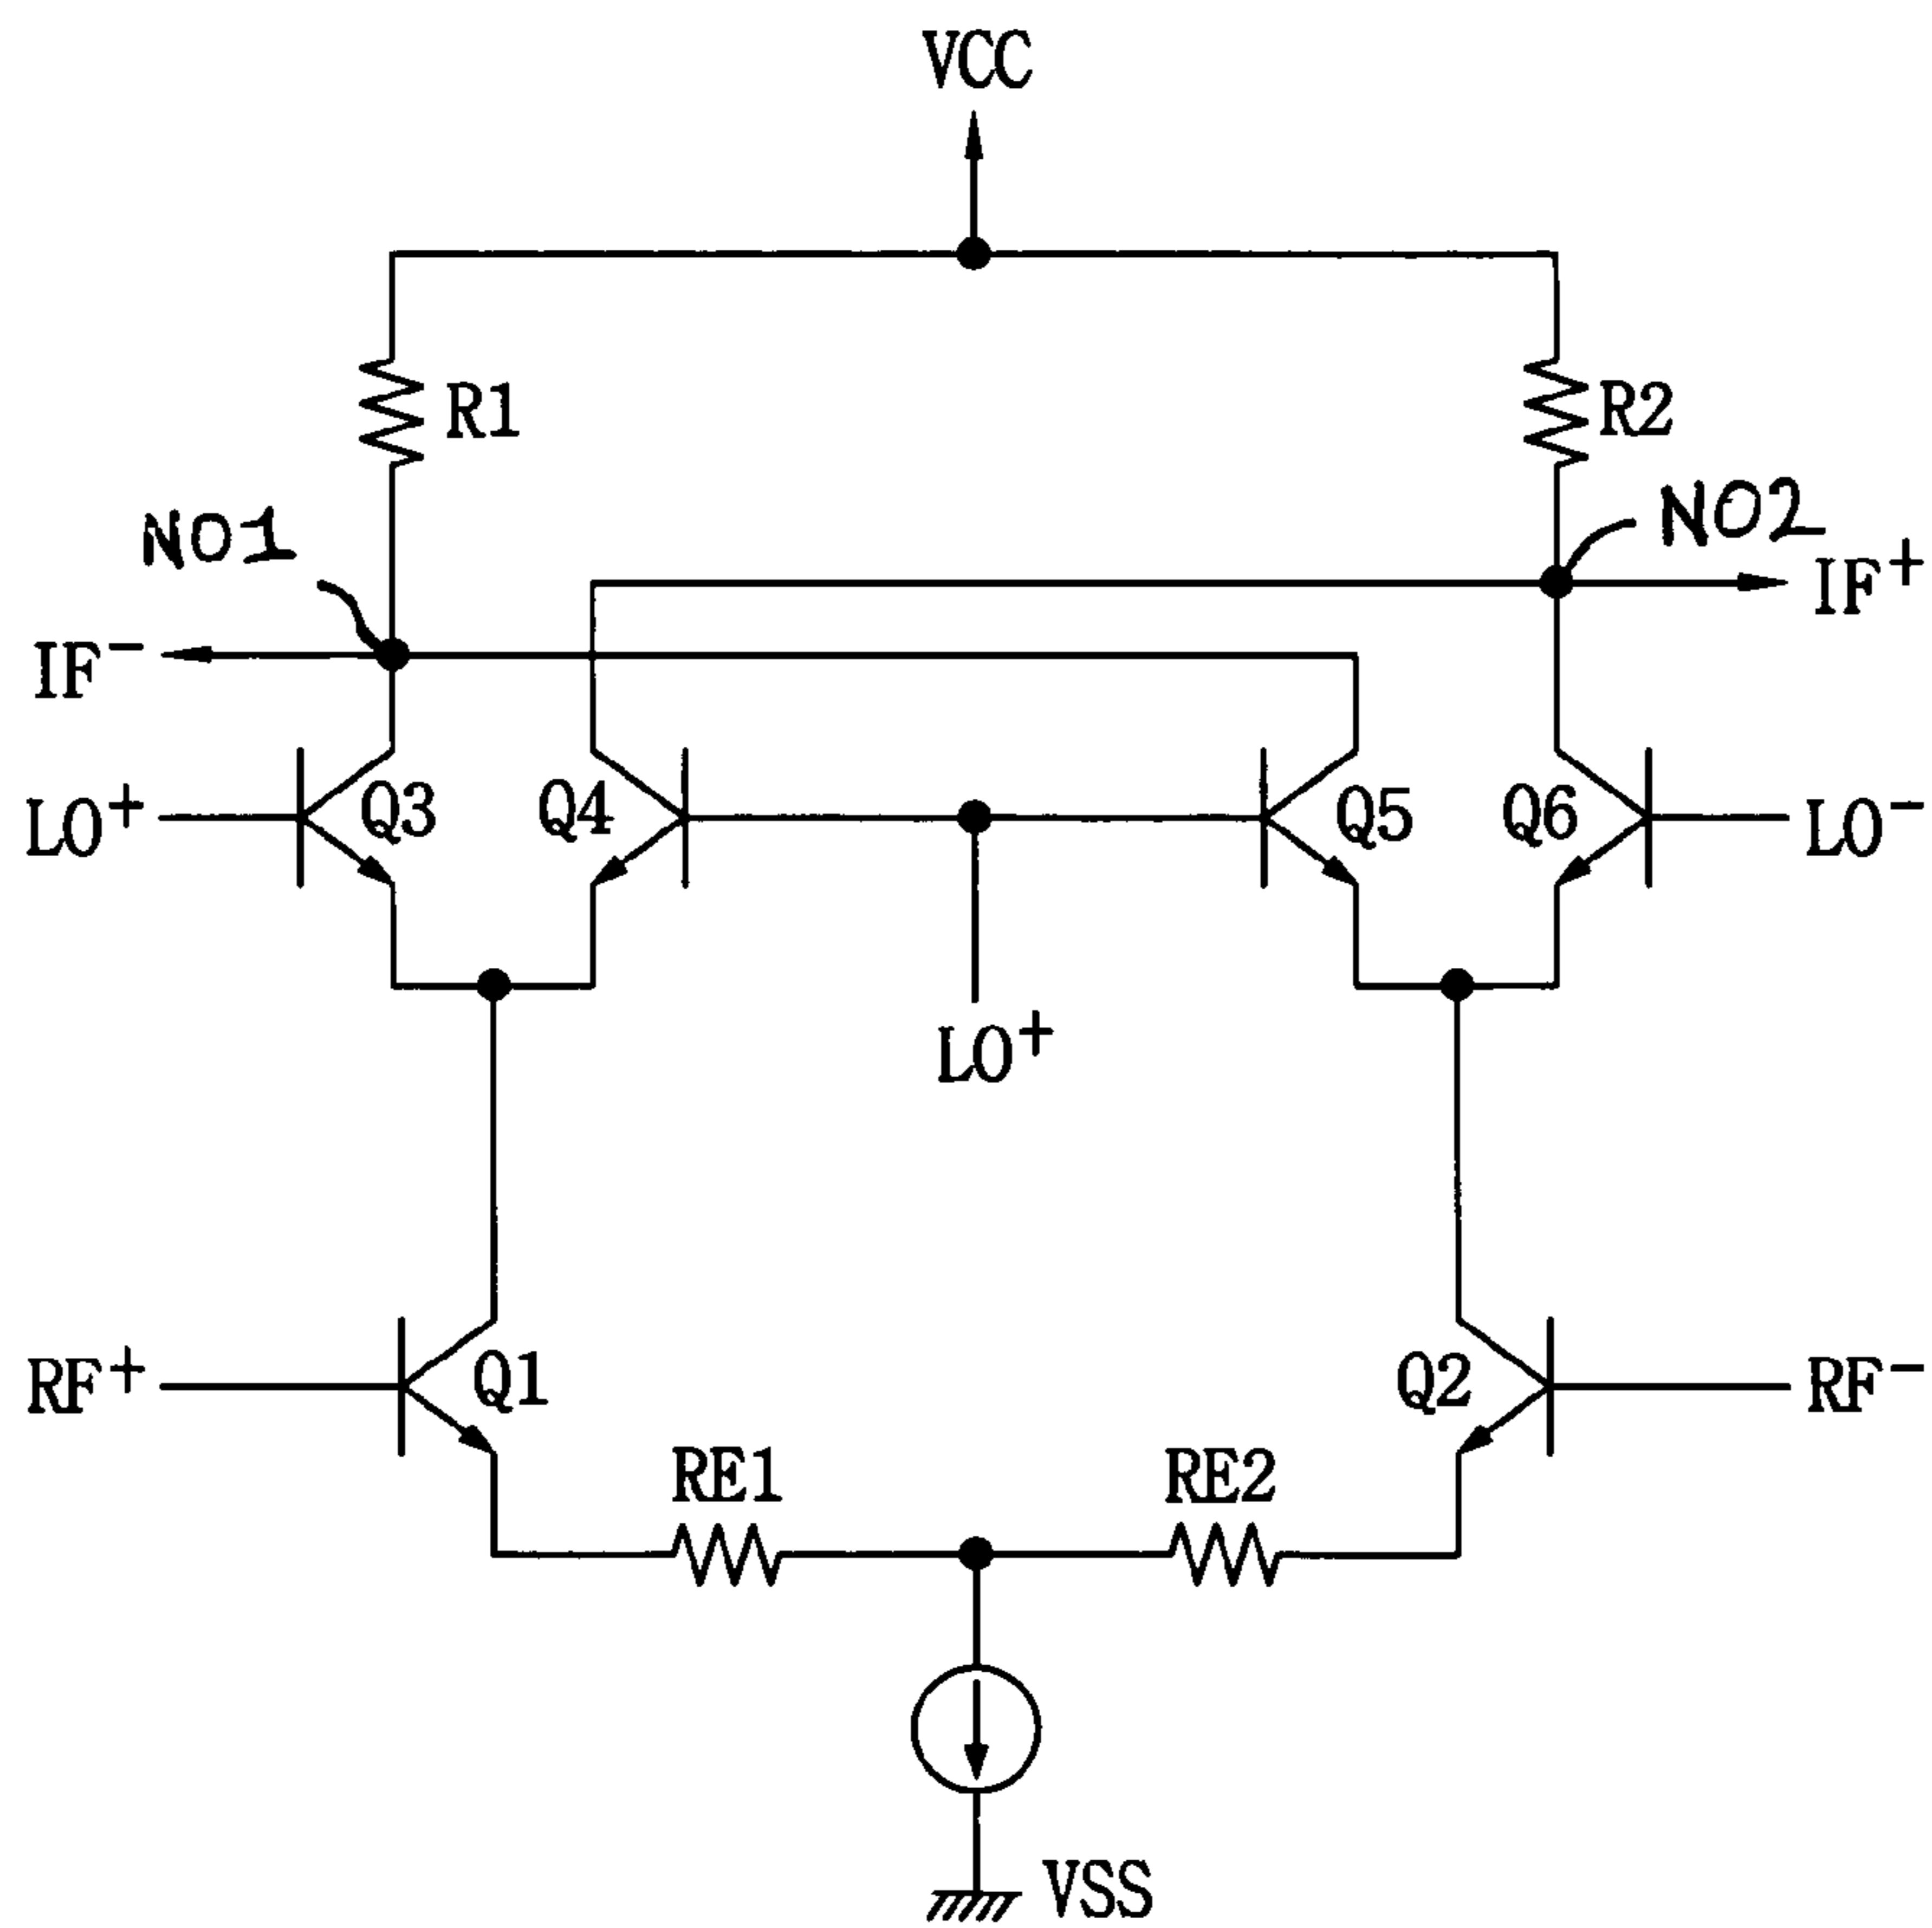 VCC
R1
R2
NO1
NO2
IF+
IF-
LO+
Q3
Q4
Q5
Q6
LO-
LO+
RF+
Q1
Q2
RF-
RE1
RE2
VSS